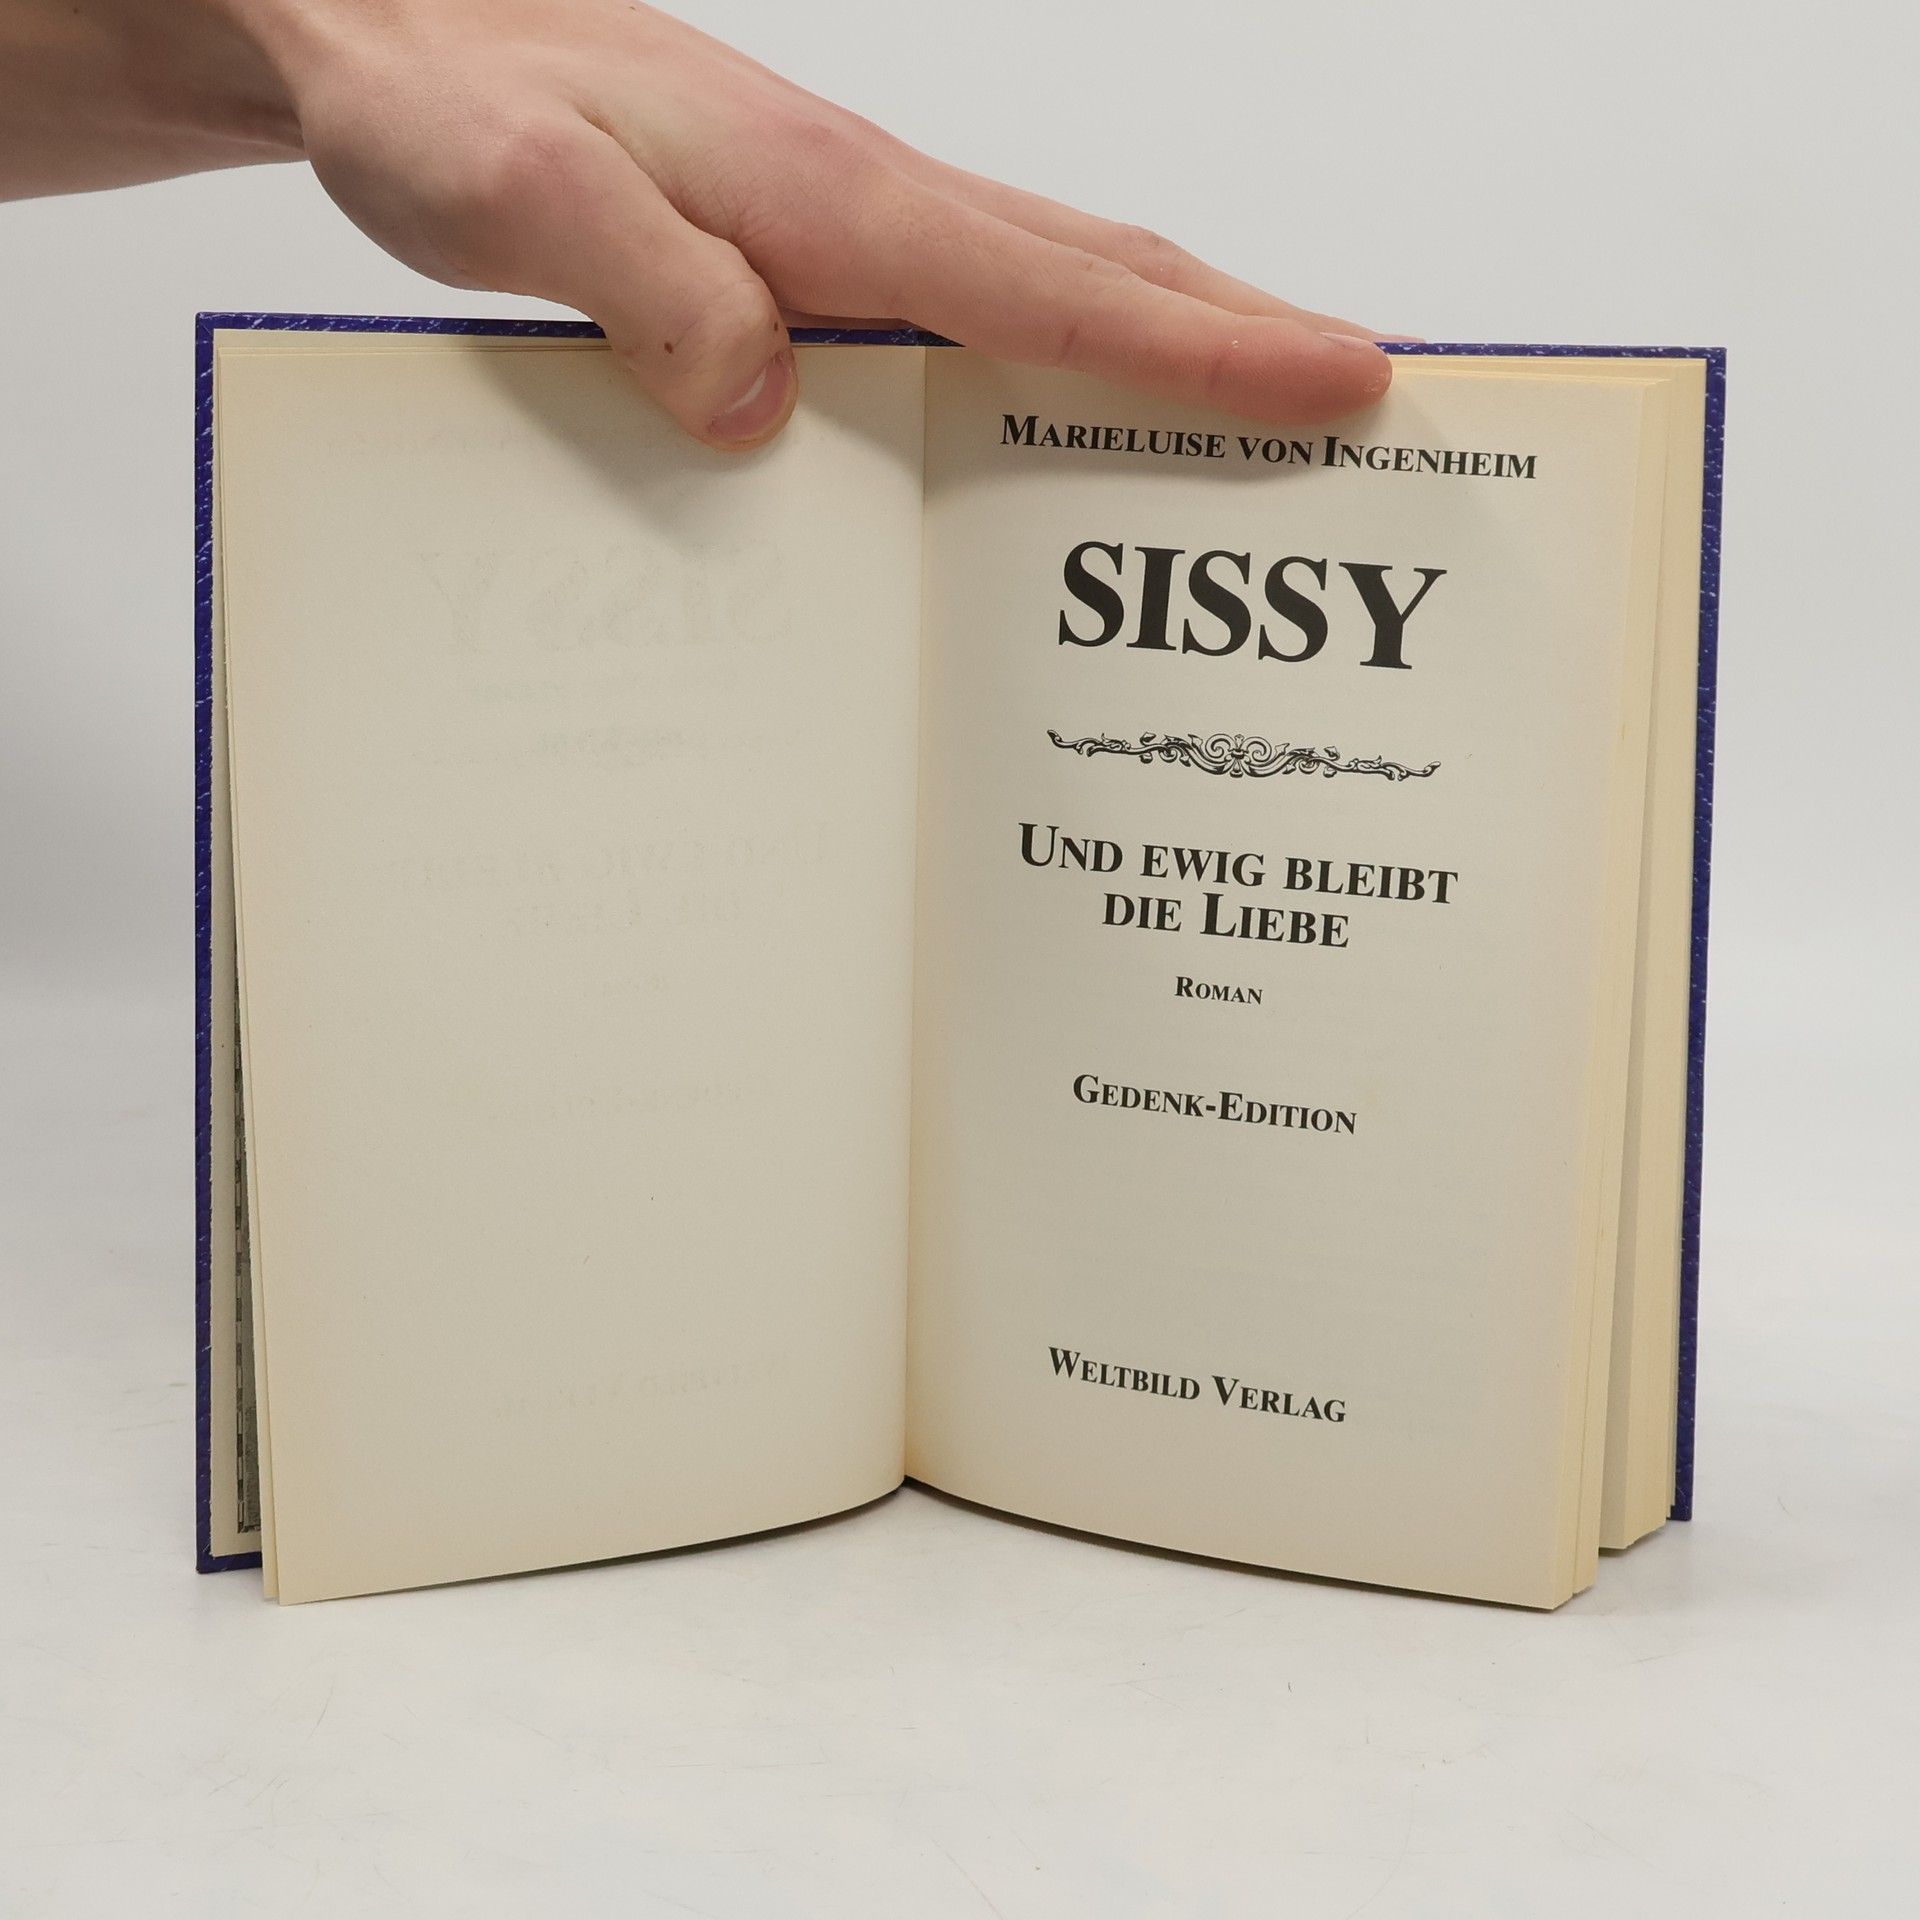 MARIELUISE VON INGENHEIM
SISSY
UND EWIG BLEIBT
DIE LIEBE
ROMAN
GEDENK-EDITION
WELTBILD VERLAG